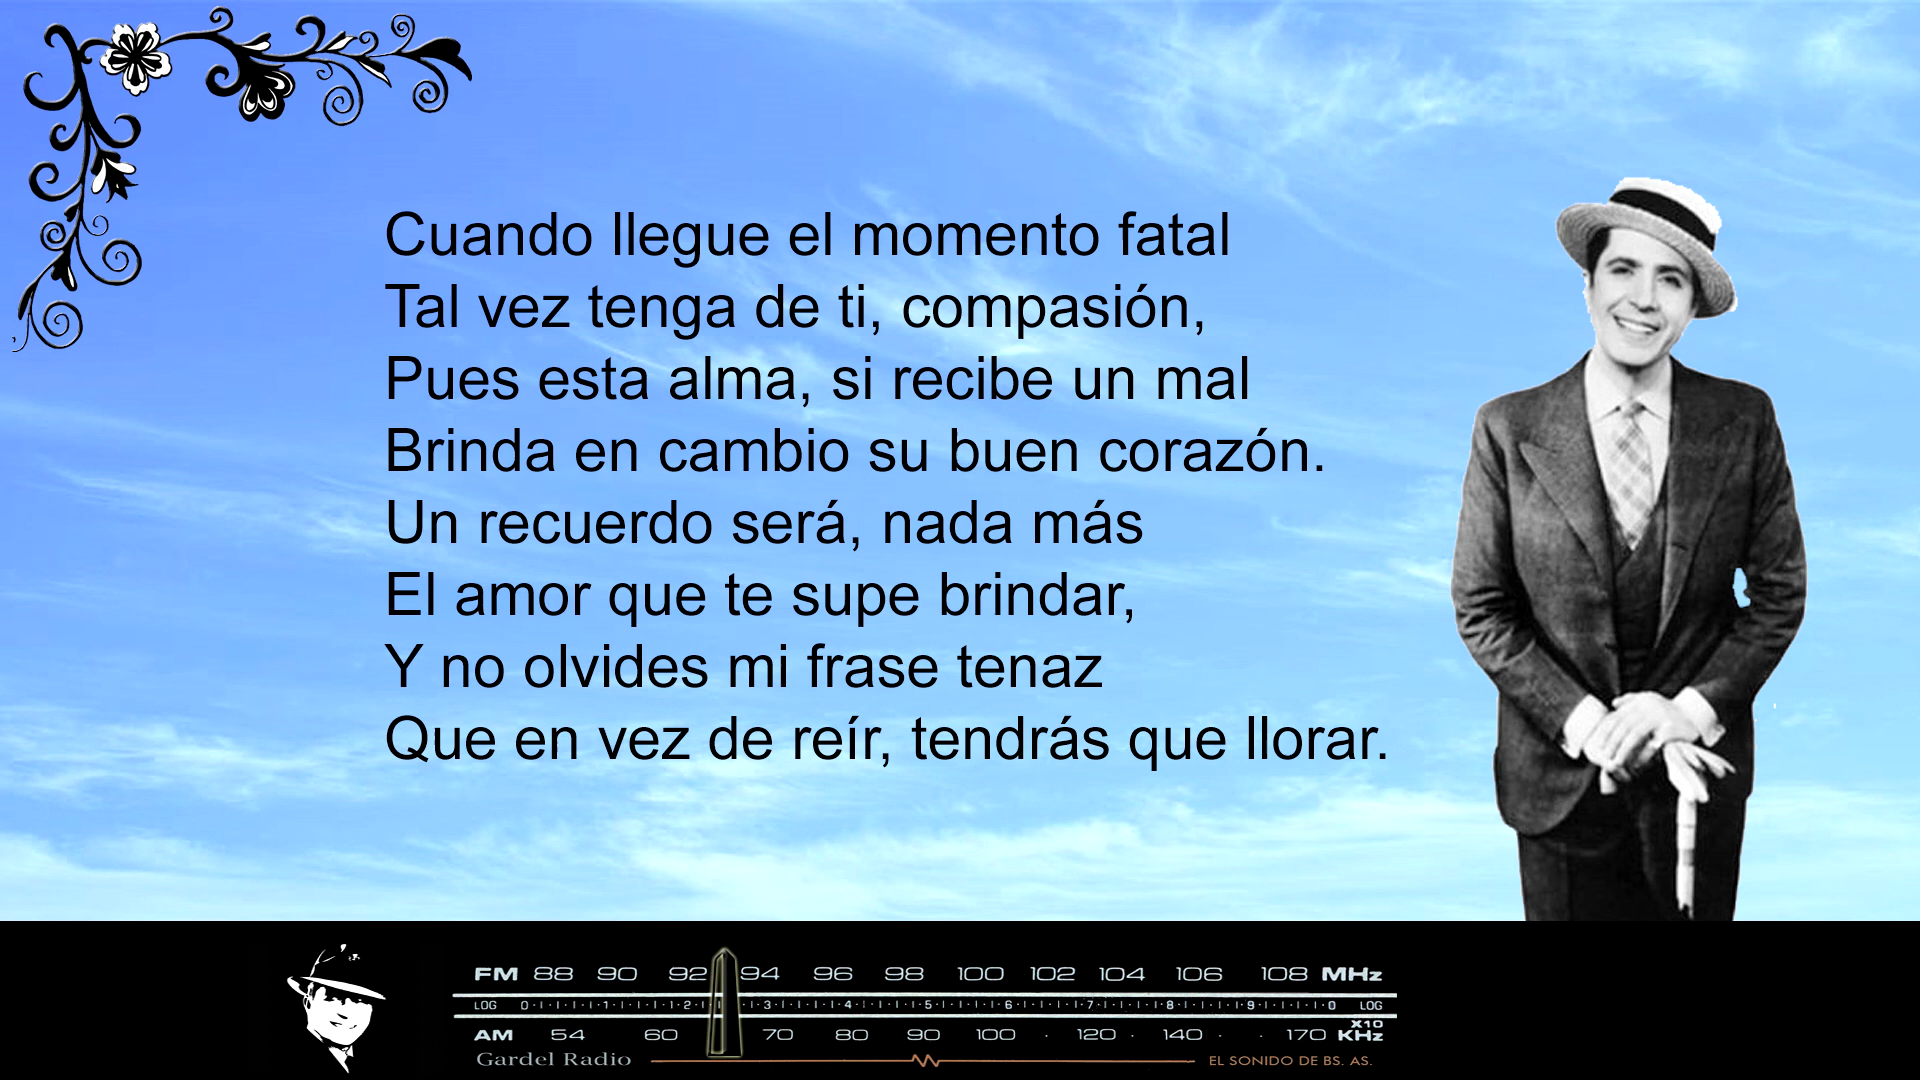 Cuando llegue el momento fatal
Tal vez tenga de ti, compasión,
Pues esta alma, si recibe un mal
Brinda en cambio su buen corazón.
Un recuerdo será, nada más
El amor que te supe brindar,
Y no olvides mi frase tenaz
Que en vez de reír, tendrás que llorar.
FM 88 90 92 94 96 98 100 102 104 106 108 MHz
LOG 0 1 2 3 4 5 6 7 8 9 0 LOG
AM 54 60 70 80 90 100 120 140 170 X10 KHz
Gardel Radio EL SONIDO DE BS. AS.